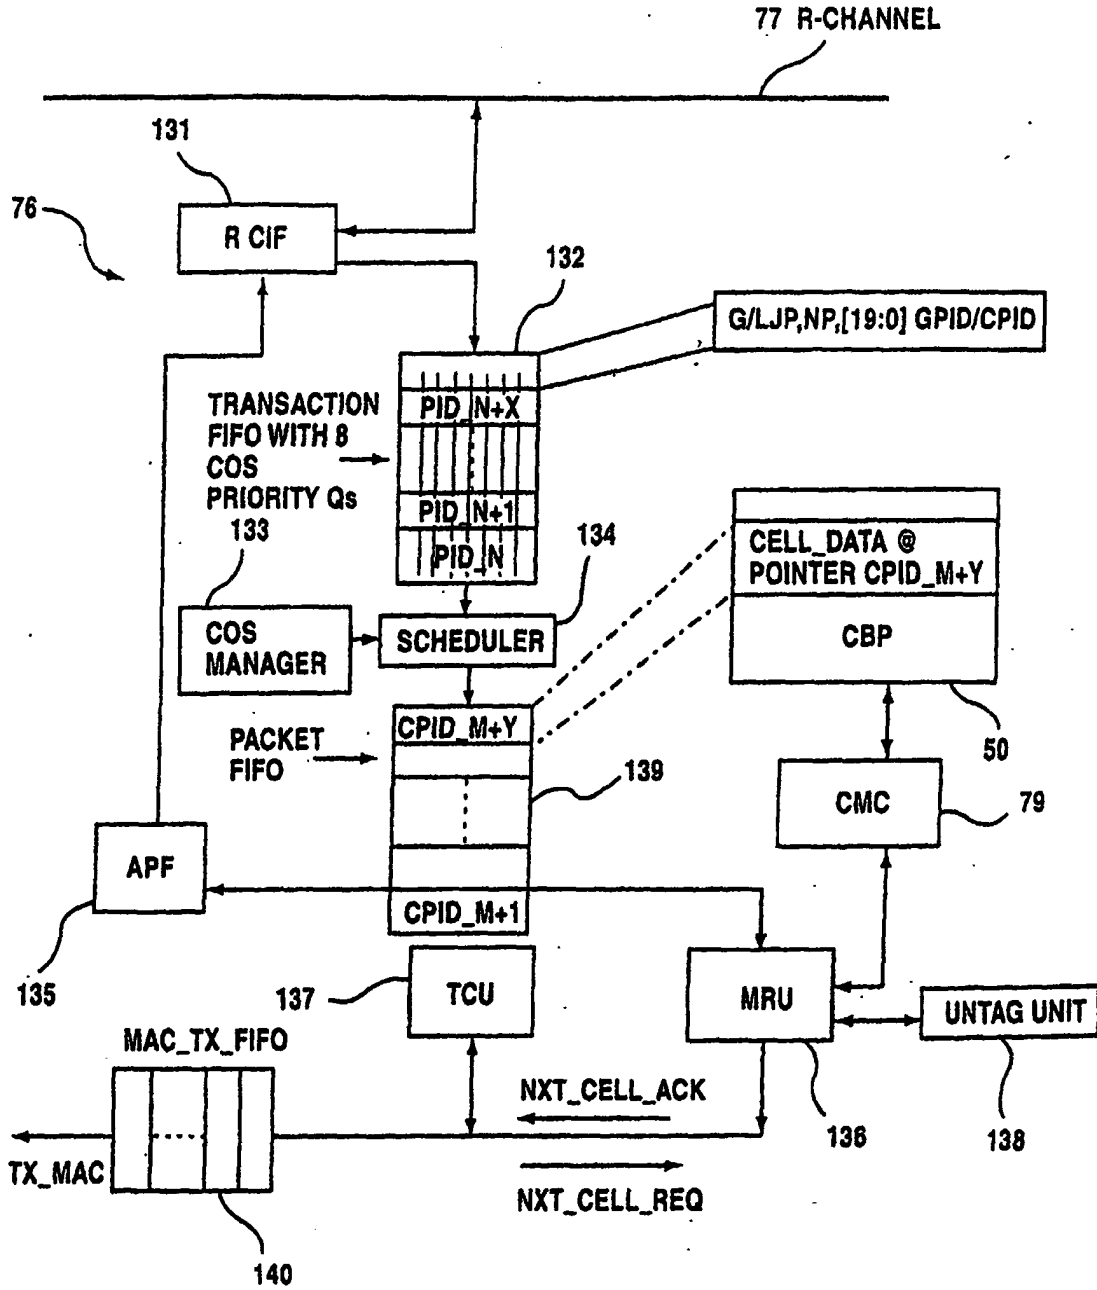 77 R-CHANNEL
131
76
R CIF
132
G/LJP,NP,[19:0] GPID/CPID
TRANSACTION
FIFO WITH 8
COS
PRIORITY Qs
PID_N+X
PID_N+1
PID_N
133
134
COS
MANAGER
SCHEDULER
CELL_DATA @
POINTER CPID_M+Y
CBP
50
PACKET
FIFO
CPID_M+Y
139
CMC
79
APF
CPID_M+1
135
137
TCU
MRU
UNTAG UNIT
MAC_TX_FIFO
NXT_CELL_ACK
136
138
TX_MAC
NXT_CELL_REQ
140